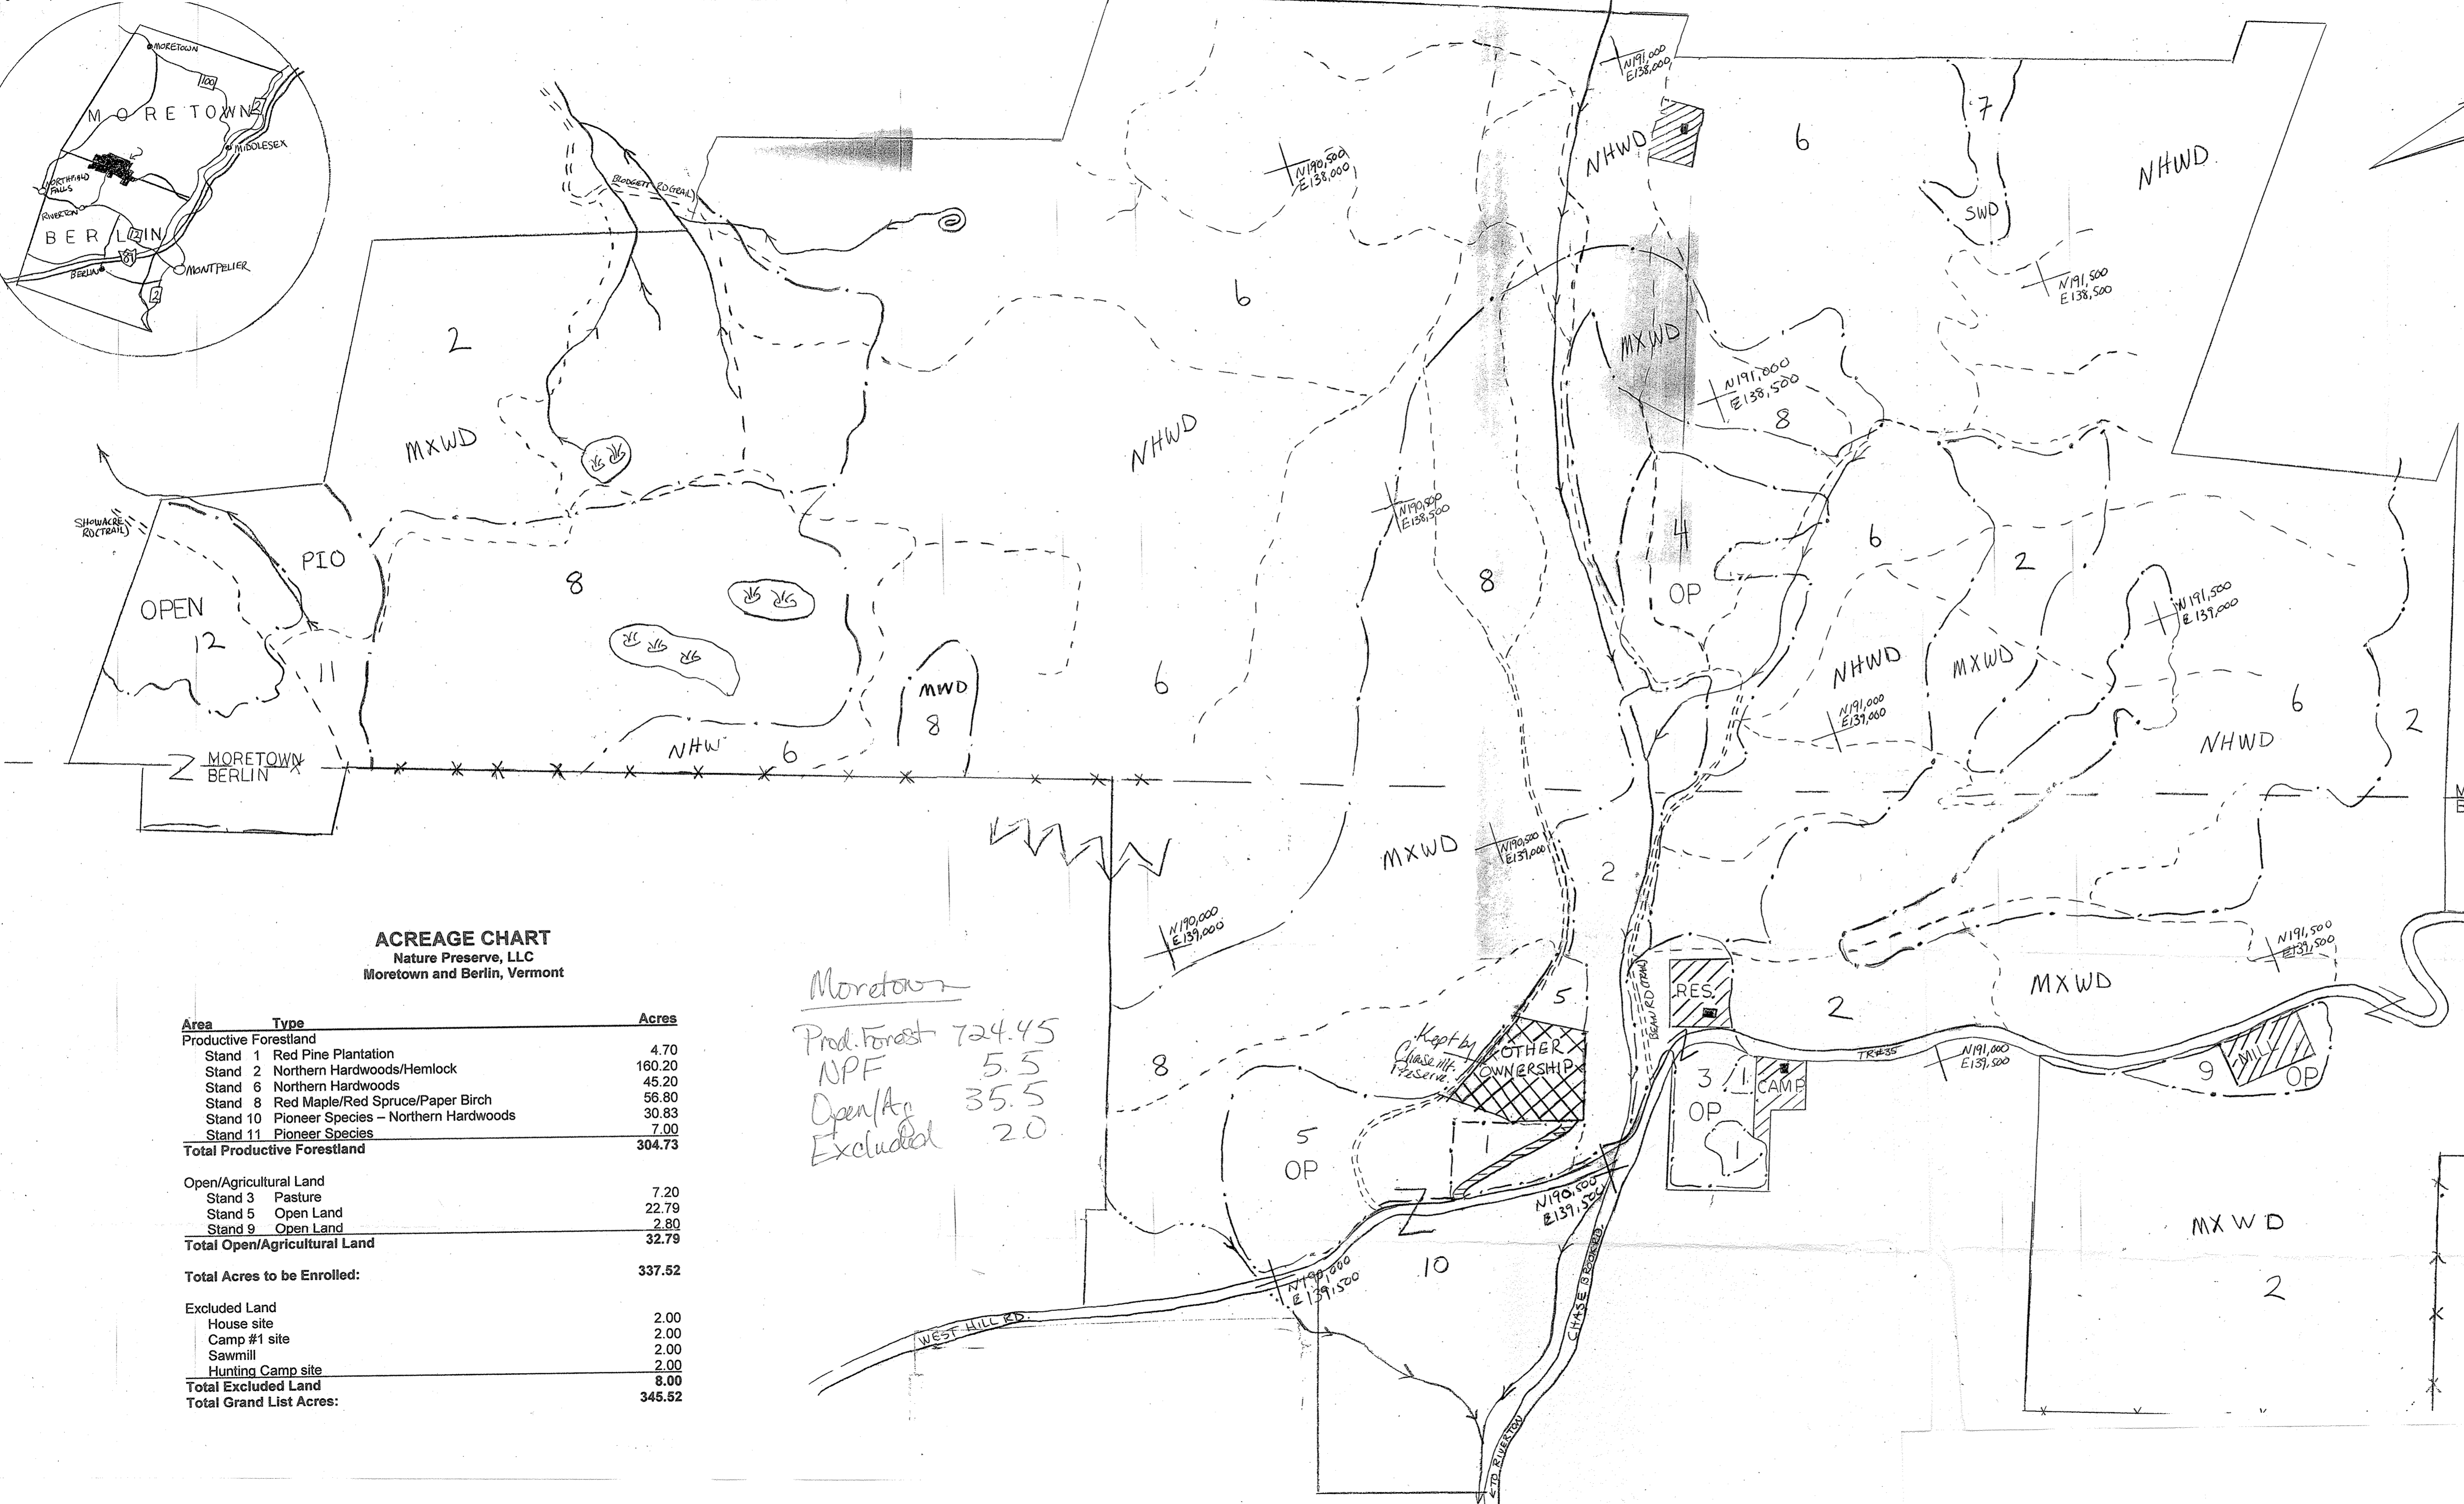 MORETOWN
100
MORETOWN
2
MIDDLESEX
NORTHFIELD
FALLS
RIVERTON
BERLIN
12
89
BERLIN
MONTPELIER
2
BLODGETT RD(TRAIL)
N191,000
E138,000
NHWD
6
7
NHWD
SWD
N190,500
E138,000
N191,500
E138,500
6
2
MXWD
MXWD
N191,000
E138,500
8
NHWD
N190,500
E138,500
SHOWACRE
RD(TRAIL)
PIO
OPEN
12
11
8
8
4
OP
6
2
N191,500
E139,000
NHWD
MXWD
6
MWD
8
N191,000
E139,000
6
2
NHWD
NHW
6
MORETOWN
BERLIN
MXWD
N190,500
E139,000
2
N190,000
E139,000
N191,500
E139,500
BEAN RD(TRAIL)
RES.
5
2
MXWD
Kept by
Chase Mt.
Preserve.
OTHER
OWNERSHIP
8
TR#35
N191,000
E139,500
3
1
CAMP
OP
1
9
MILL
OP
5
OP
1
N190,500
E139,500
MXWD
2
10
N190,000
E139,500
WEST HILL RD.
CHASE BROOK RD.
←TO RIVERTON
ACREAGE CHART
Nature Preserve, LLC
Moretown and Berlin, Vermont
Area Type Acres
Productive Forestland
Stand 1 Red Pine Plantation 4.70
Stand 2 Northern Hardwoods/Hemlock 160.20
Stand 6 Northern Hardwoods 45.20
Stand 8 Red Maple/Red Spruce/Paper Birch 56.80
Stand 10 Pioneer Species – Northern Hardwoods 30.83
Stand 11 Pioneer Species 7.00
Total Productive Forestland 304.73
Open/Agricultural Land
Stand 3 Pasture 7.20
Stand 5 Open Land 22.79
Stand 9 Open Land 2.80
Total Open/Agricultural Land 32.79
Total Acres to be Enrolled: 337.52
Excluded Land
House site 2.00
Camp #1 site 2.00
Sawmill 2.00
Hunting Camp site 2.00
Total Excluded Land 8.00
Total Grand List Acres: 345.52
Moretown
Prod. Forest 724.45
NPF 5.5
Open/Ag 35.5
Excluded 2.0